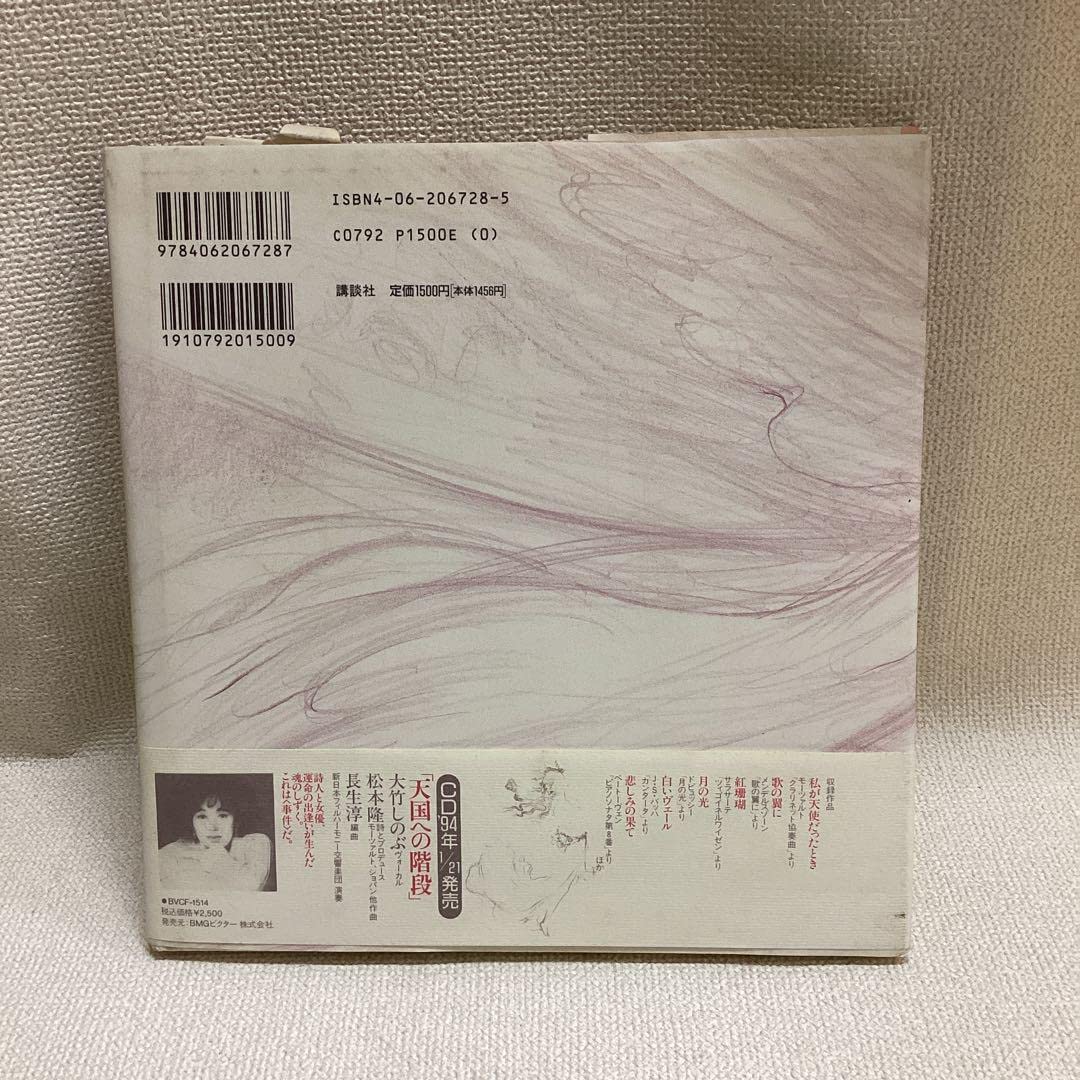 ISBN4-06-206728-5
9784062067287
C0792 P1500E (0)
講談社 定価1500円[本体1456円]
1910792015009
収録作品
私が天使だったとき
モーツァルト
「クラリネット協奏曲」より
歌の翼に
メンデルスゾーン
「歌の翼に」より
紅珊瑚
サラサーテ
「ツィゴイネルワイゼン」より
月の光
ドビュッシー
「月の光」より
白いヴェール
J・S・バッハ
「カンタータ」より
悲しみの果て
ベートーヴェン
「ピアノソナタ第8番」より
ほか
CD'94年1/21発売
「天国への階段」
大竹しのぶ ヴォーカル
松本隆 詩とプロデュース
モーツァルト、ショパン他 作曲
長生淳 編曲
新日本フィルハーモニー交響楽団 演奏
詩人と女優、
運命の出逢いが生んだ
魂のしずく。
これは〈事件〉だ。
●BVCF-1514
税込価格¥2,500
発売元:BMGビクター株式会社